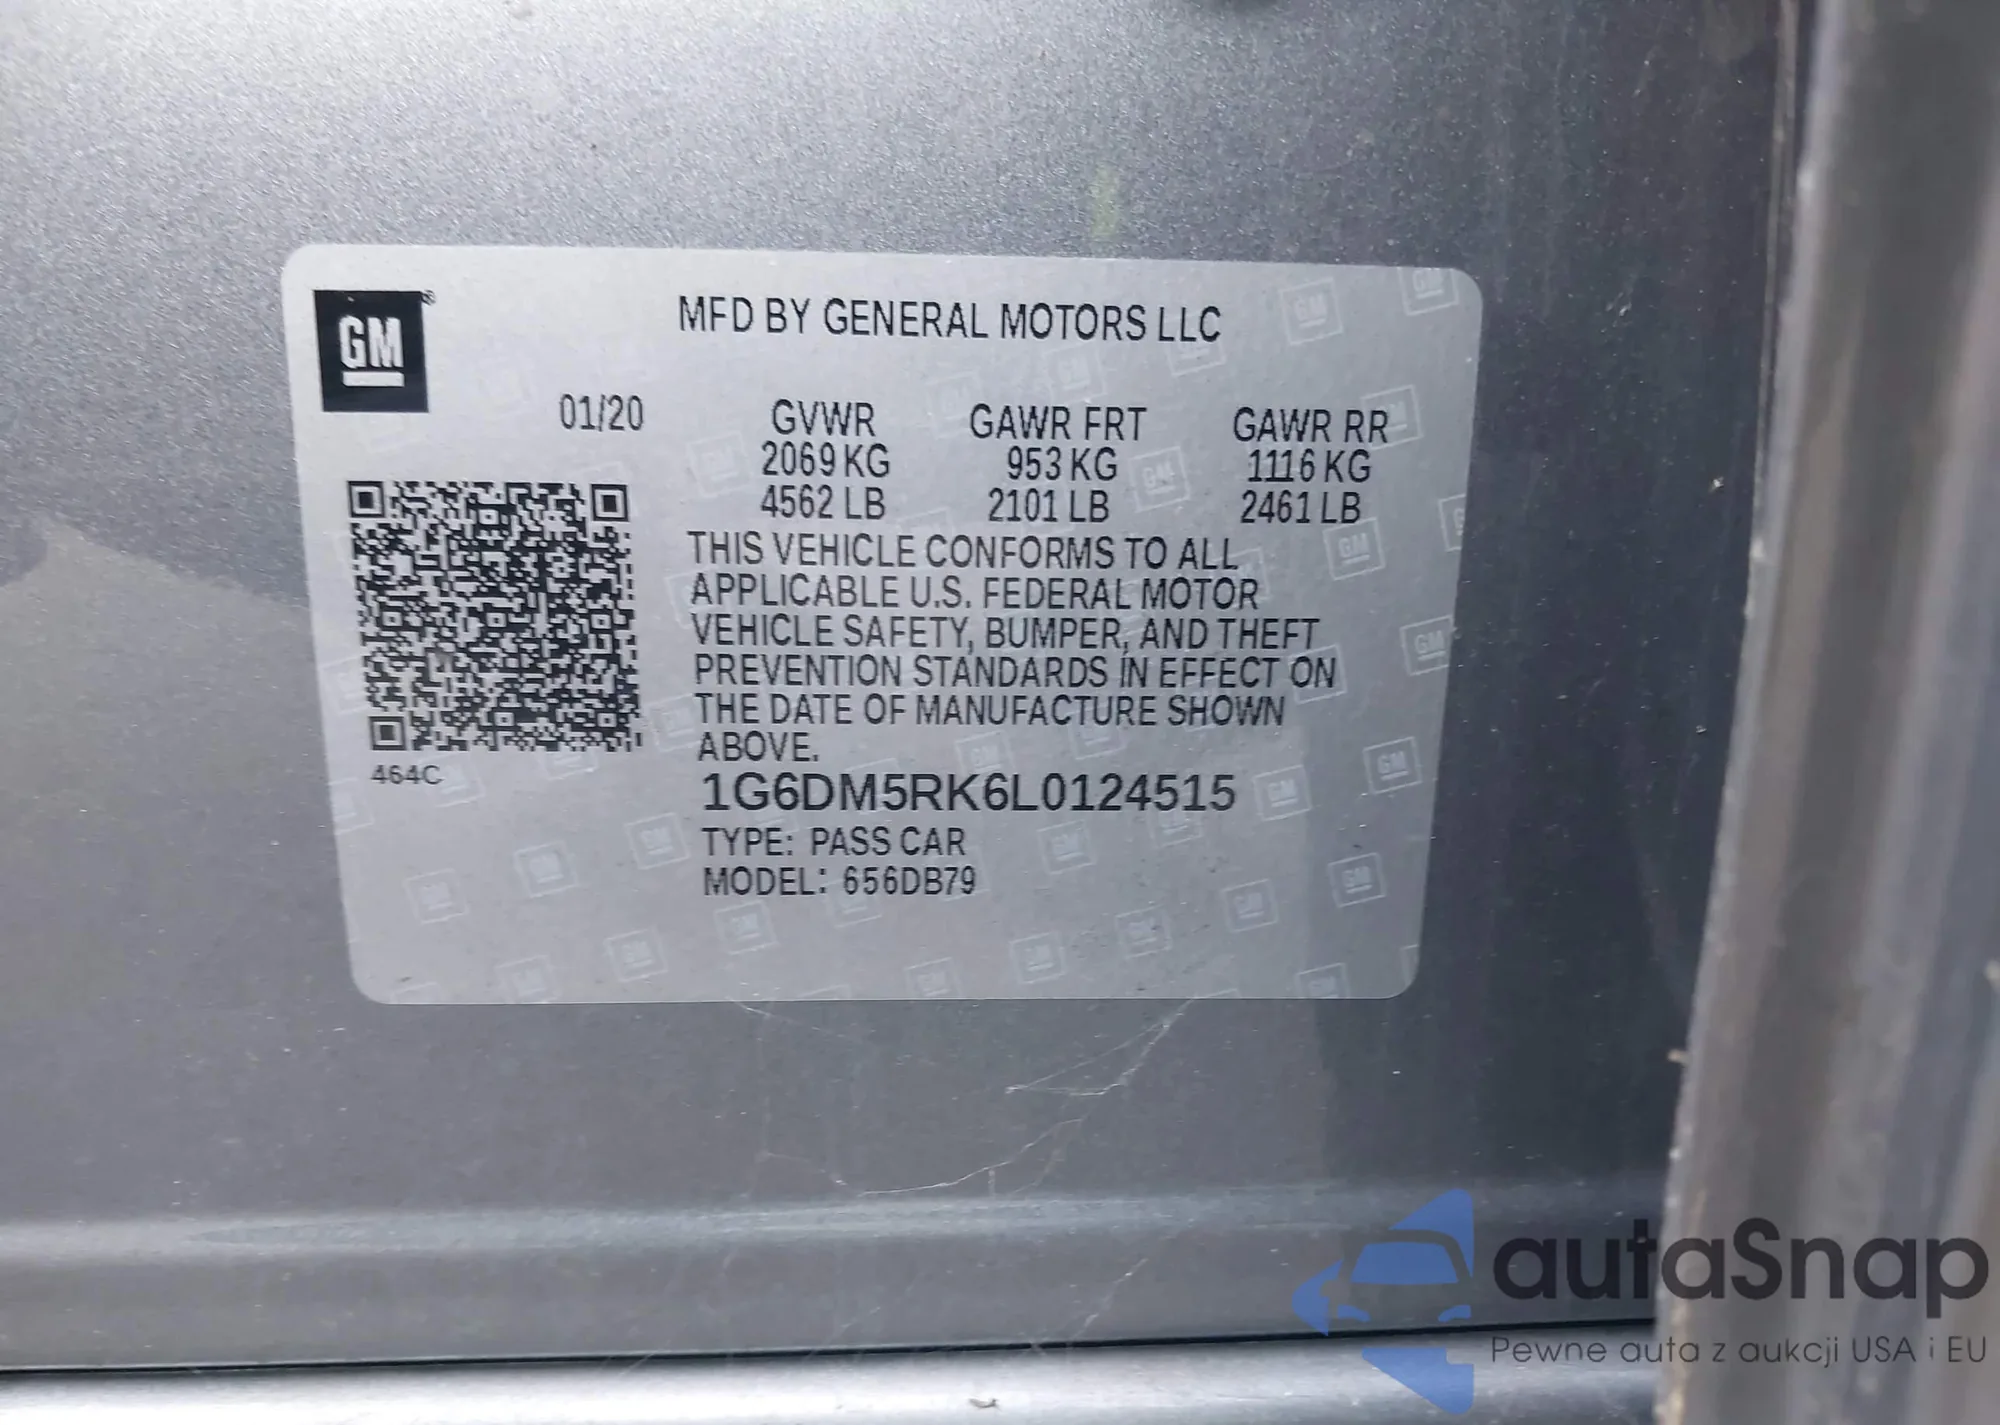 GM
MFD BY GENERAL MOTORS LLC
01/20 GVWR GAWR FRT GAWR RR
2069 KG 953 KG 1116 KG
4562 LB 2101 LB 2461 LB
THIS VEHICLE CONFORMS TO ALL
APPLICABLE U.S. FEDERAL MOTOR
VEHICLE SAFETY, BUMPER, AND THEFT
PREVENTION STANDARDS IN EFFECT ON
THE DATE OF MANUFACTURE SHOWN
ABOVE.
464C
1G6DM5RK6L0124515
TYPE: PASS CAR
MODEL: 656DB79
autaSnap
Pewne auta z aukcji USA i EU